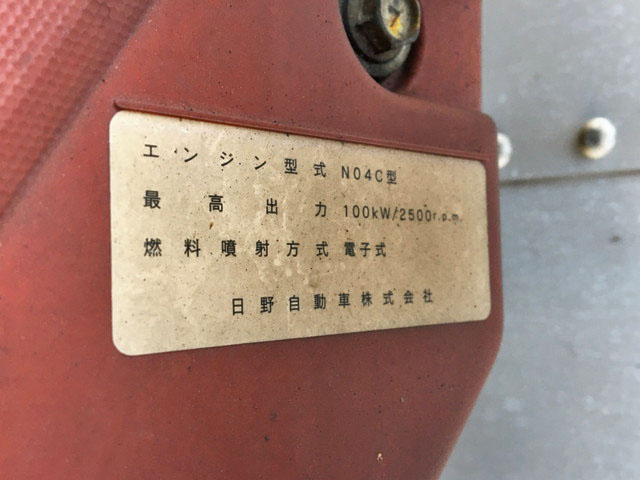 エンジン型式 N04C型
最高出力 100kW/2500r.p.m.
燃料噴射方式 電子式
日野自動車株式会社